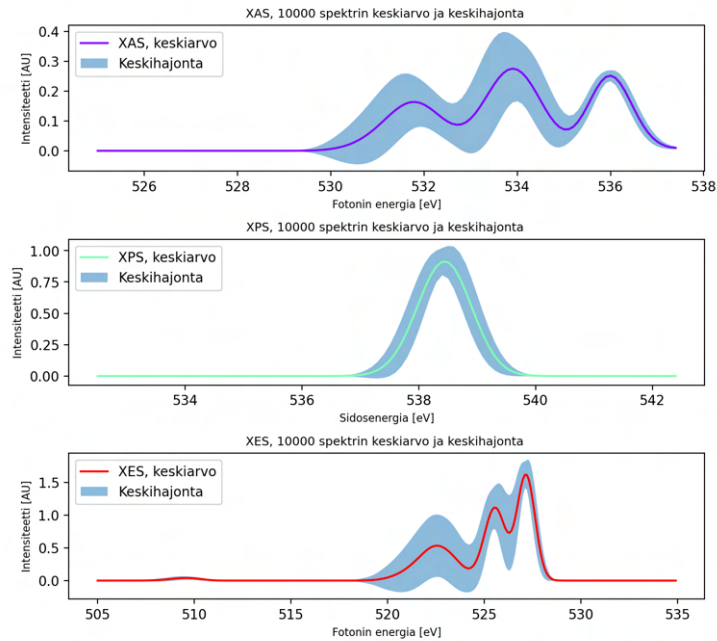 XAS, 10000 spektrin keskiarvo ja keskihajonta
Intensiteetti [AU]
0.4
0.3
0.2
0.1
0.0
XAS, keskiarvo
Keskihajonta
526 528 530 532 534 536 538
Fotonin energia [eV]
XPS, 10000 spektrin keskiarvo ja keskihajonta
Intensiteetti [AU]
1.00
0.75
0.50
0.25
0.00
XPS, keskiarvo
Keskihajonta
534 536 538 540 542
Sidosenergia [eV]
XES, 10000 spektrin keskiarvo ja keskihajonta
Intensiteetti [AU]
1.5
1.0
0.5
0.0
XES, keskiarvo
Keskihajonta
505 510 515 520 525 530 535
Fotonin energia [eV]